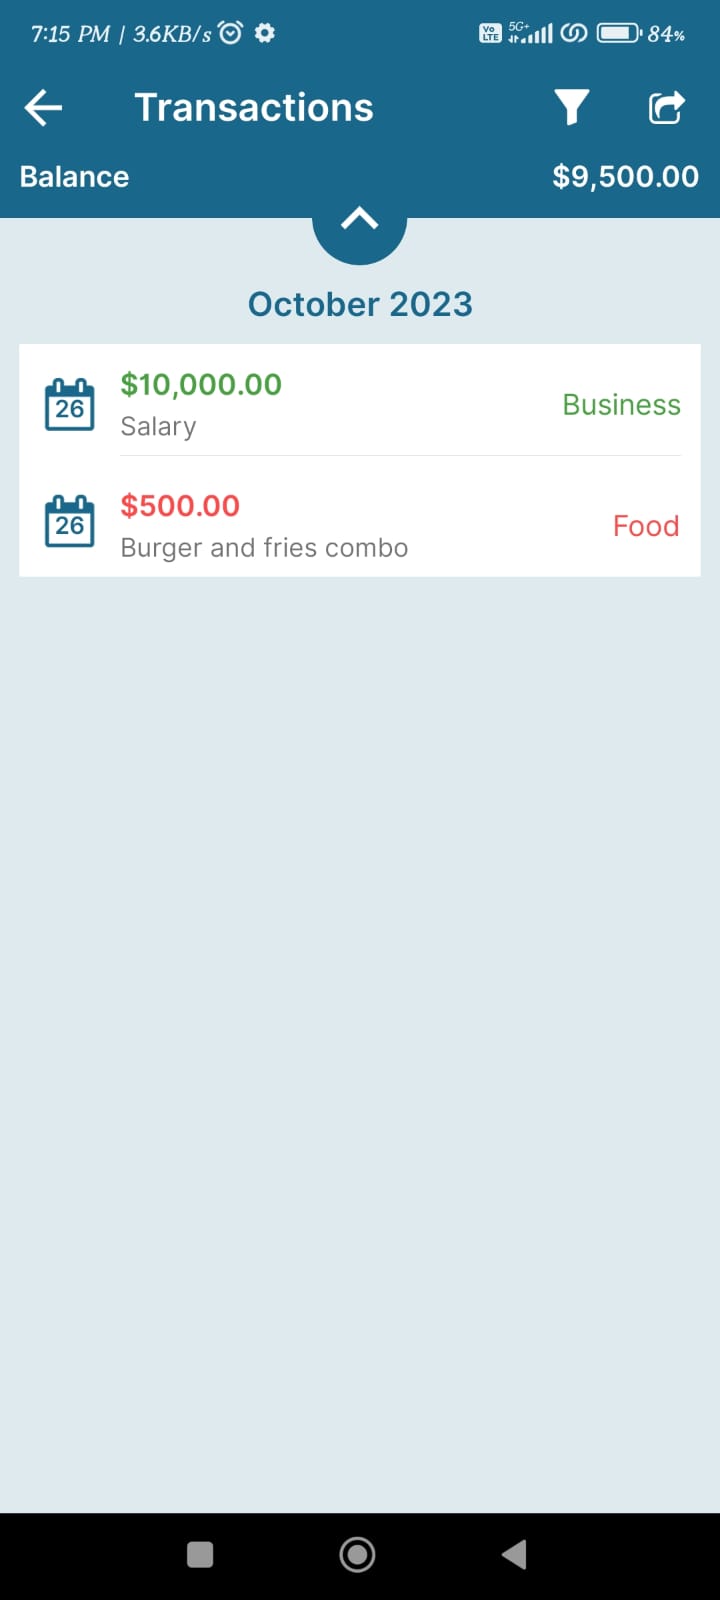 7:15 PM | 3.6KB/s Vo LTE 5G+ 84%
Transactions
Balance $9,500.00
October 2023
26 $10,000.00 Business
Salary
26 $500.00 Food
Burger and fries combo